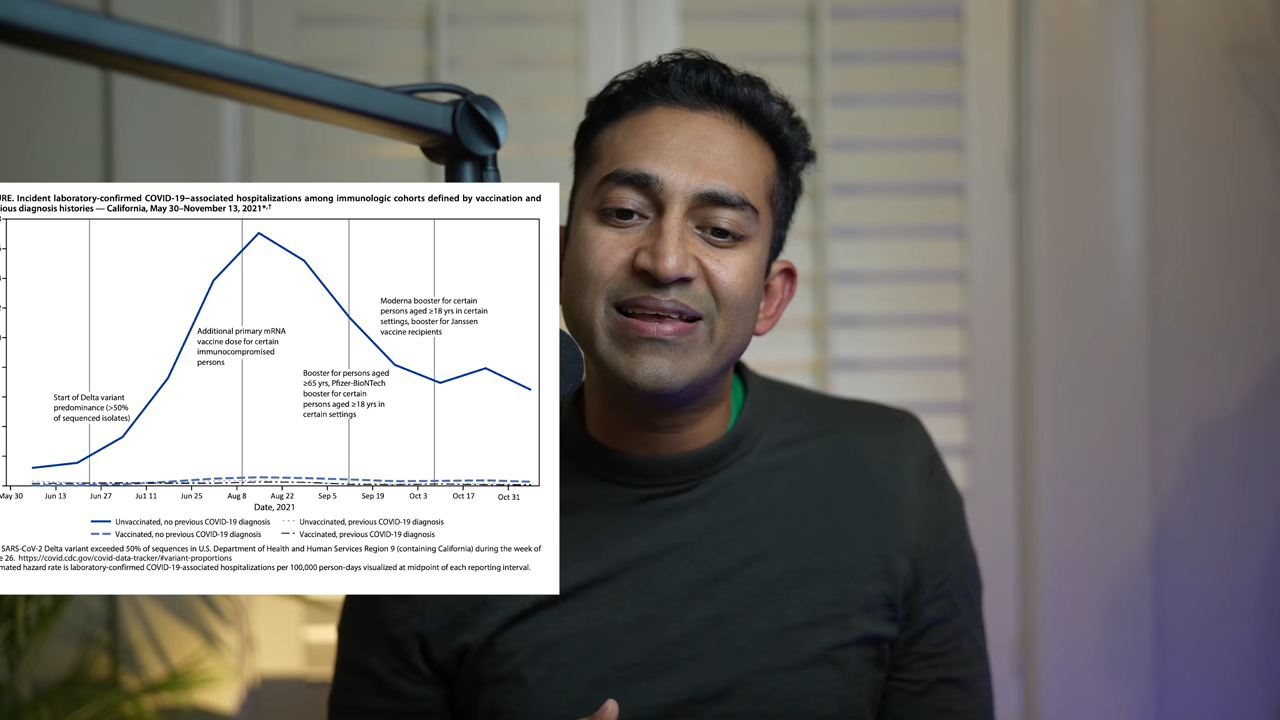 URE. Incident laboratory-confirmed COVID-19–associated hospitalizations among immunologic cohorts defined by vaccination and
ious diagnosis histories — California, May 30–November 13, 2021*,†
Moderna booster for certain
persons aged ≥18 yrs in certain
settings, booster for Janssen
vaccine recipients
Additional primary mRNA
vaccine dose for certain
immunocompromised
persons
Booster for persons aged
≥65 yrs, Pfizer-BioNTech
booster for certain
persons aged ≥18 yrs in
certain settings
Start of Delta variant
predominance (>50%
of sequenced isolates)
May 30 Jun 13 Jun 27 Ju1 11 Jun 25 Aug 8 Aug 22 Sep 5 Sep 19 Oct 3 Oct 17 Oct 31
Date, 2021
Unvaccinated, no previous COVID-19 diagnosis Unvaccinated, previous COVID-19 diagnosis
Vaccinated, no previous COVID-19 diagnosis Vaccinated, previous COVID-19 diagnosis
SARS-CoV-2 Delta variant exceeded 50% of sequences in U.S. Department of Health and Human Services Region 9 (containing California) during the week of
e 26. https://covid.cdc.gov/covid-data-tracker/#variant-proportions
mated hazard rate is laboratory-confirmed COVID-19-associated hospitalizations per 100,000 person-days visualized at midpoint of each reporting interval.